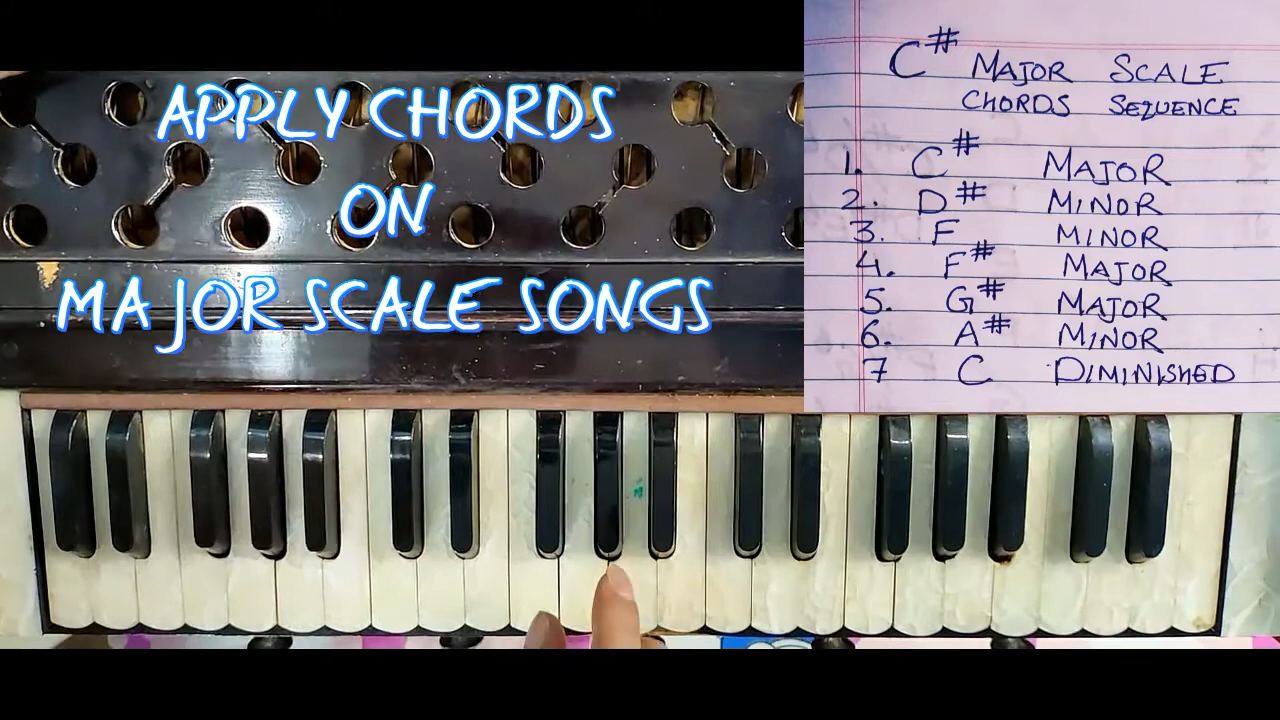 APPLY CHORDS
ON
MAJOR SCALE SONGS
C# MAJOR SCALE
CHORDS SEQUENCE
1. C# MAJOR
2. D# MINOR
3. F MINOR
4. F# MAJOR
5. G# MAJOR
6. A# MINOR
7 C DIMINISHED